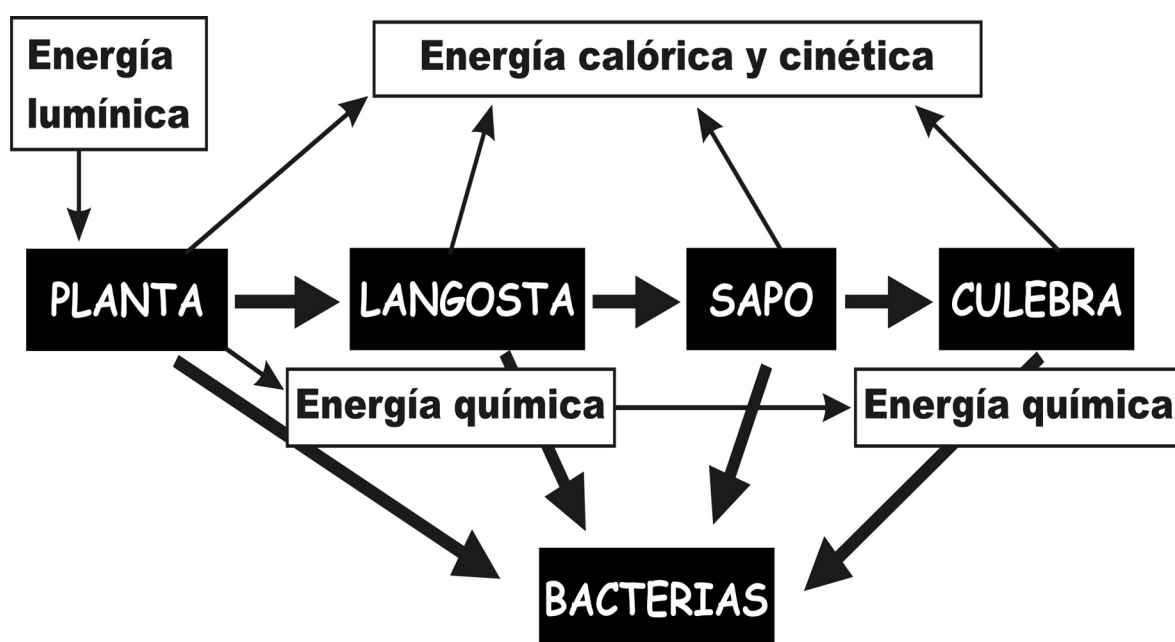 Energía
lumínica
Energía calórica y cinética
PLANTA
LANGOSTA
SAPO
CULEBRA
Energía química
Energía química
BACTERIAS